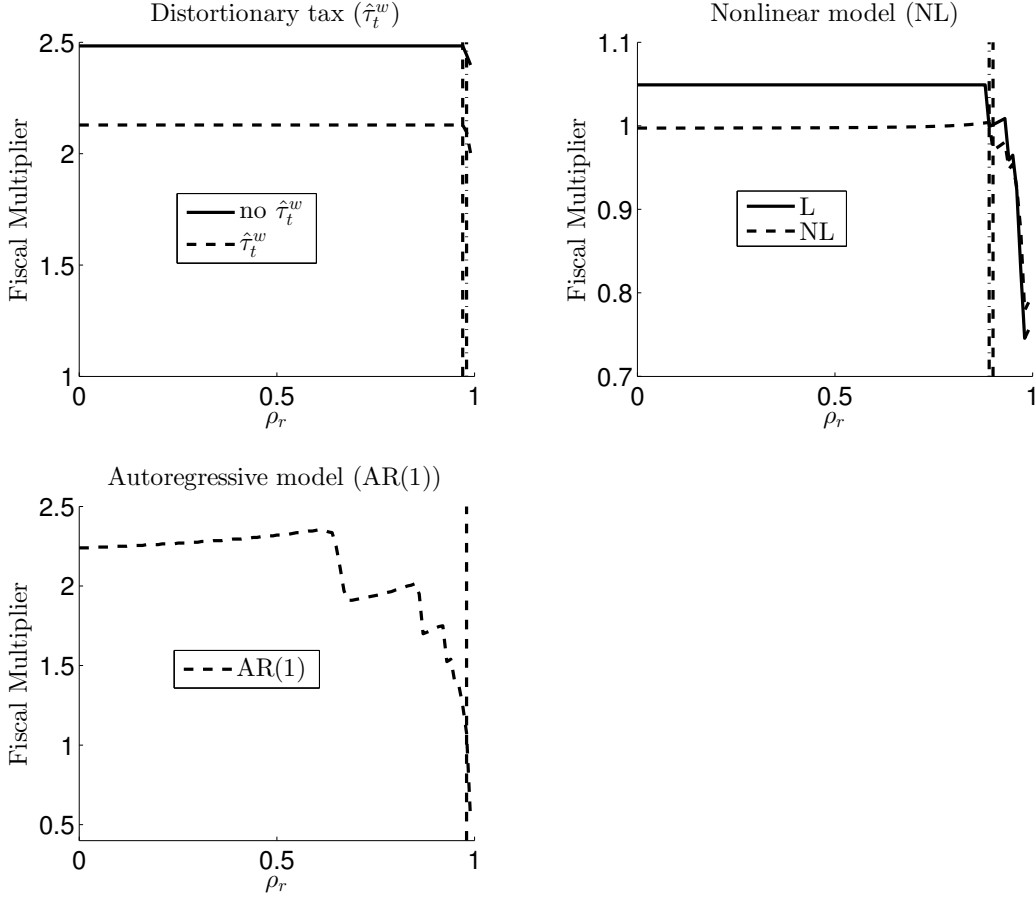 Distortionary tax (τ̂ₜʷ)
2.5
2
1.5
1
Fiscal Multiplier
no τ̂ₜʷ
τ̂ₜʷ
0
0.5
1
ρᵣ
Nonlinear model (NL)
1.1
1
0.9
0.8
0.7
Fiscal Multiplier
L
NL
0
0.5
1
ρᵣ
Autoregressive model (AR(1))
2.5
2
1.5
1
0.5
Fiscal Multiplier
AR(1)
0
0.5
1
ρᵣ